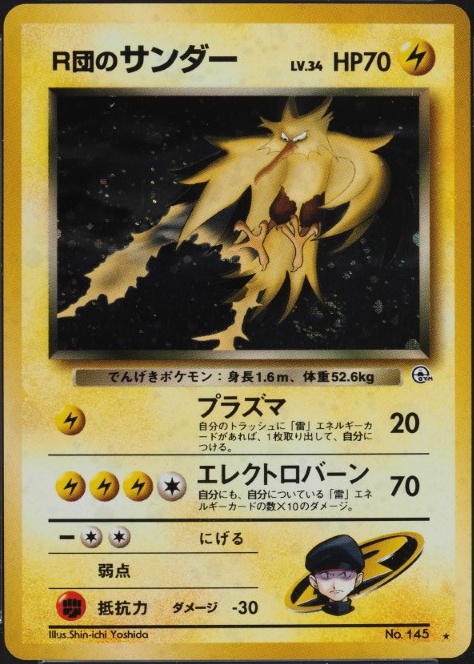 R団のサンダー LV.34 HP70
でんげきポケモン：身長1.6m、体重52.6kg
プラズマ 20
自分のトラッシュに「雷」エネルギーカ
ードがあれば、1枚取り出して、自分に
つける。
エレクトロバーン 70
自分にも、自分についている「雷」エネ
ルギーカードの数×10のダメージ。
にげる
弱点
抵抗力 ダメージ -30
Illus.Shin-ichi Yoshida No.145 ★